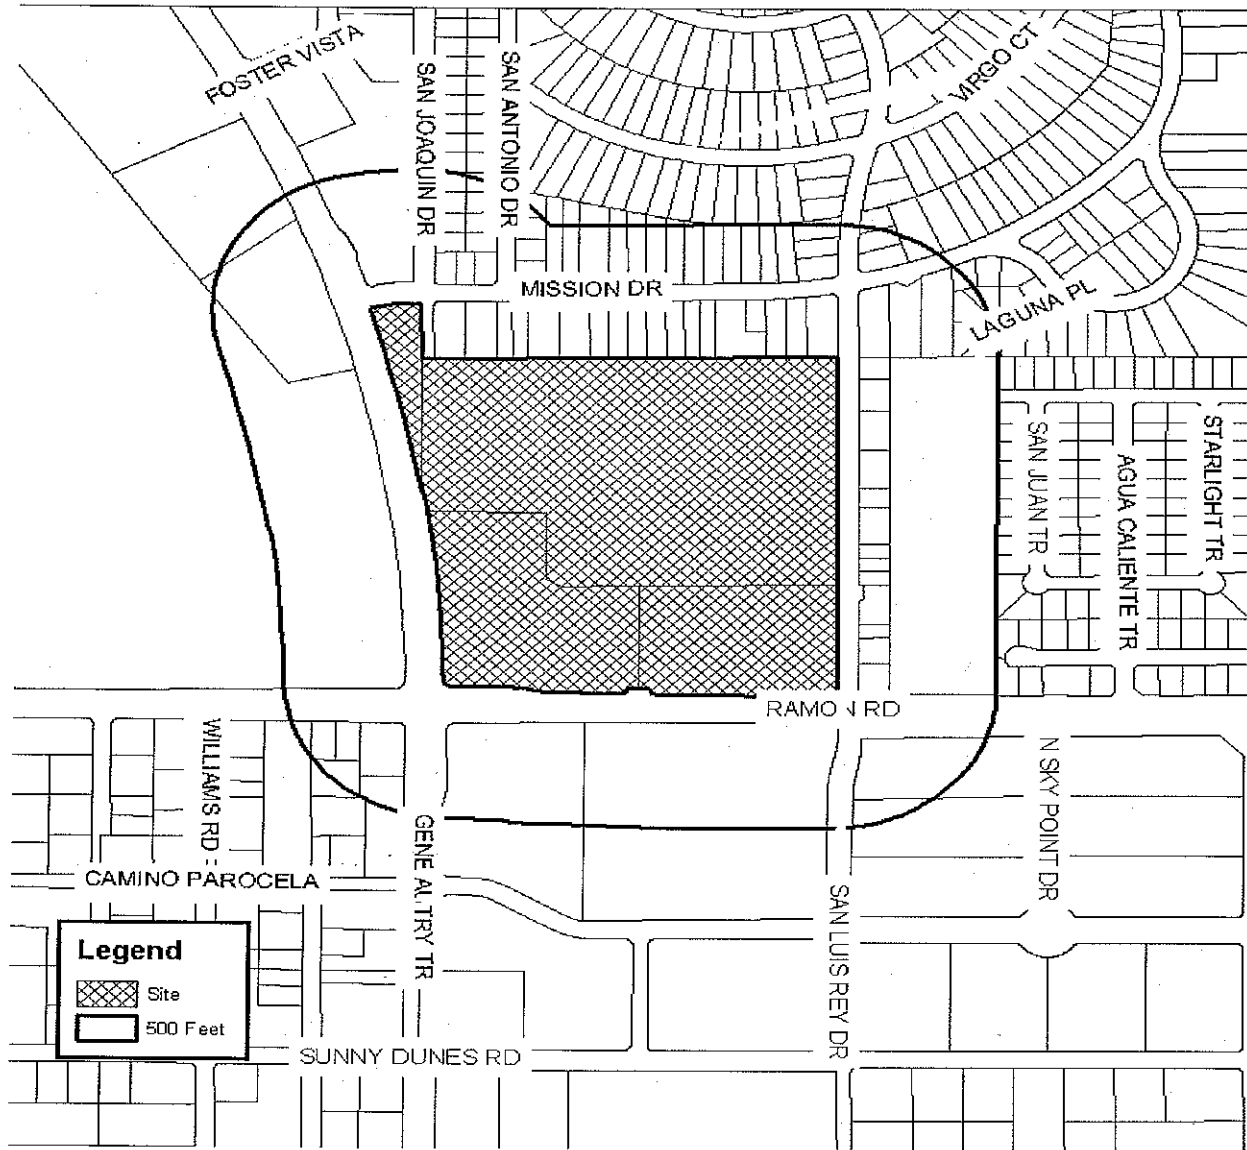 FOSTER VISTA
SAN JOAQUIN DR
SAN ANTONIO DR
VIRGO CT
MISSION DR
LAGUNA PL
SAN JUAN TR
AGUA CALIENTE TR
STARLIGHT TR
RAMON RD
WILLIAMS RD
N SKY POINT DR
GENE AUTRY TR
CAMINO PAROCELA
SAN LUIS REY DR
Legend
Site
500 Feet
SUNNY DUNES RD